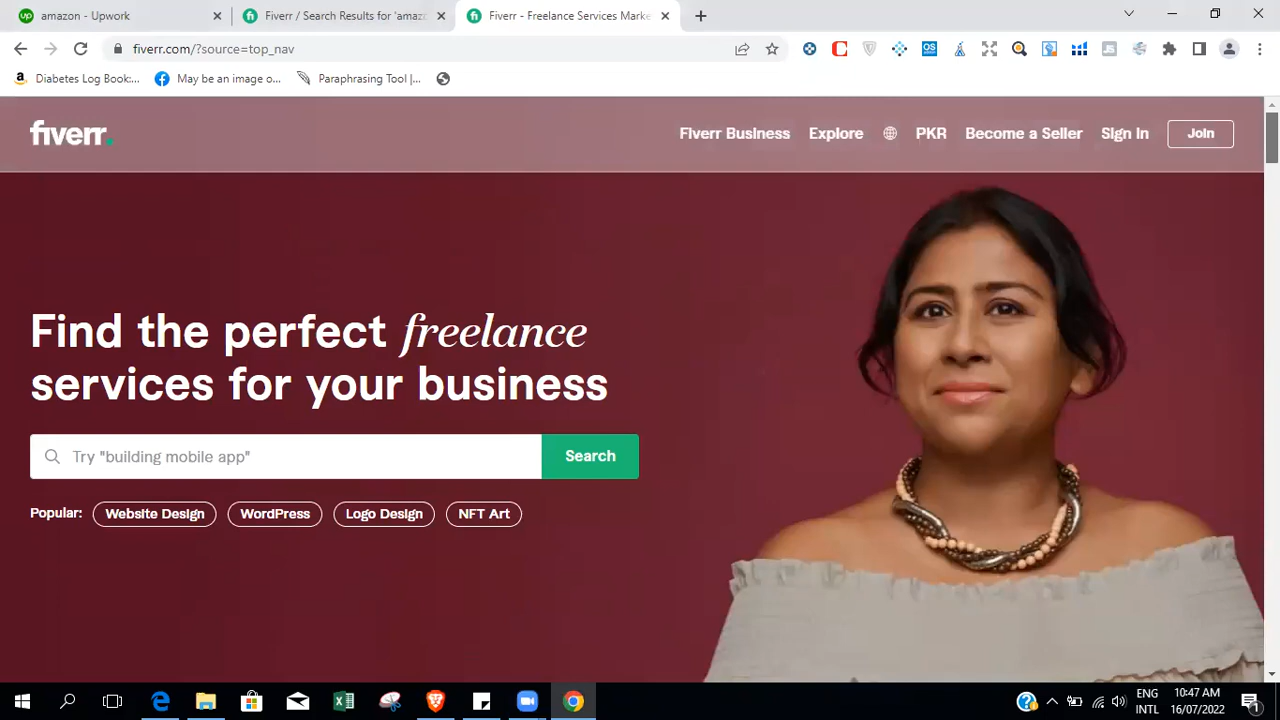 amazon - Upwork
Fiverr / Search Results for 'amaz
Fiverr - Freelance Services Marke
fiverr.com/?source=top_nav
Diabetes Log Book:...
May be an image o...
Paraphrasing Tool |...
fiverr.
Fiverr Business
Explore
PKR
Become a Seller
Sign In
Join
Find the perfect freelance
services for your business
Try "building mobile app"
Search
Popular:
Website Design
WordPress
Logo Design
NFT Art
ENG
INTL
10:47 AM
16/07/2022